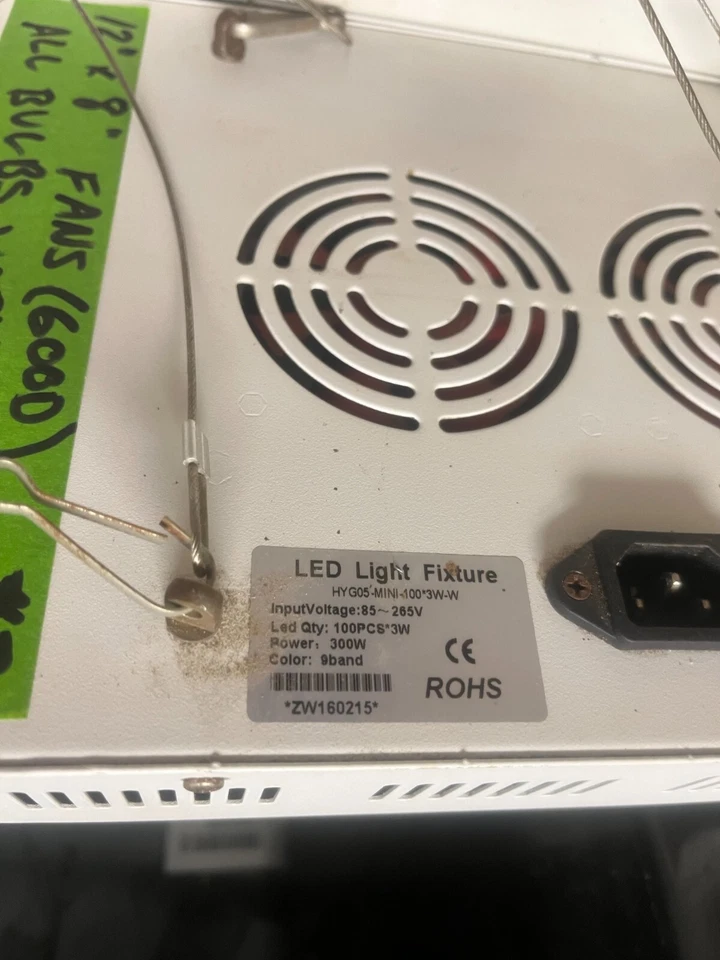 12" x 8"
FANS (GOOD)
ALL BULBS
LED Light Fixture
HYG05-MINI-100*3W-W
InputVoltage:85~265V
Led Qty: 100PCS*3W
Power: 300W
Color: 9band
CE
ROHS
*ZW160215*